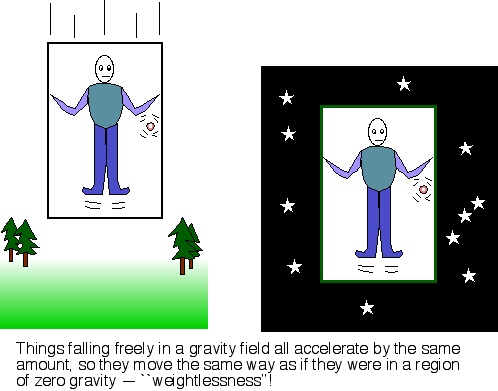 Things falling freely in a gravity field all accelerate by the same
amount, so they move the same way as if they were in a region
of zero gravity — ``weightlessness''!